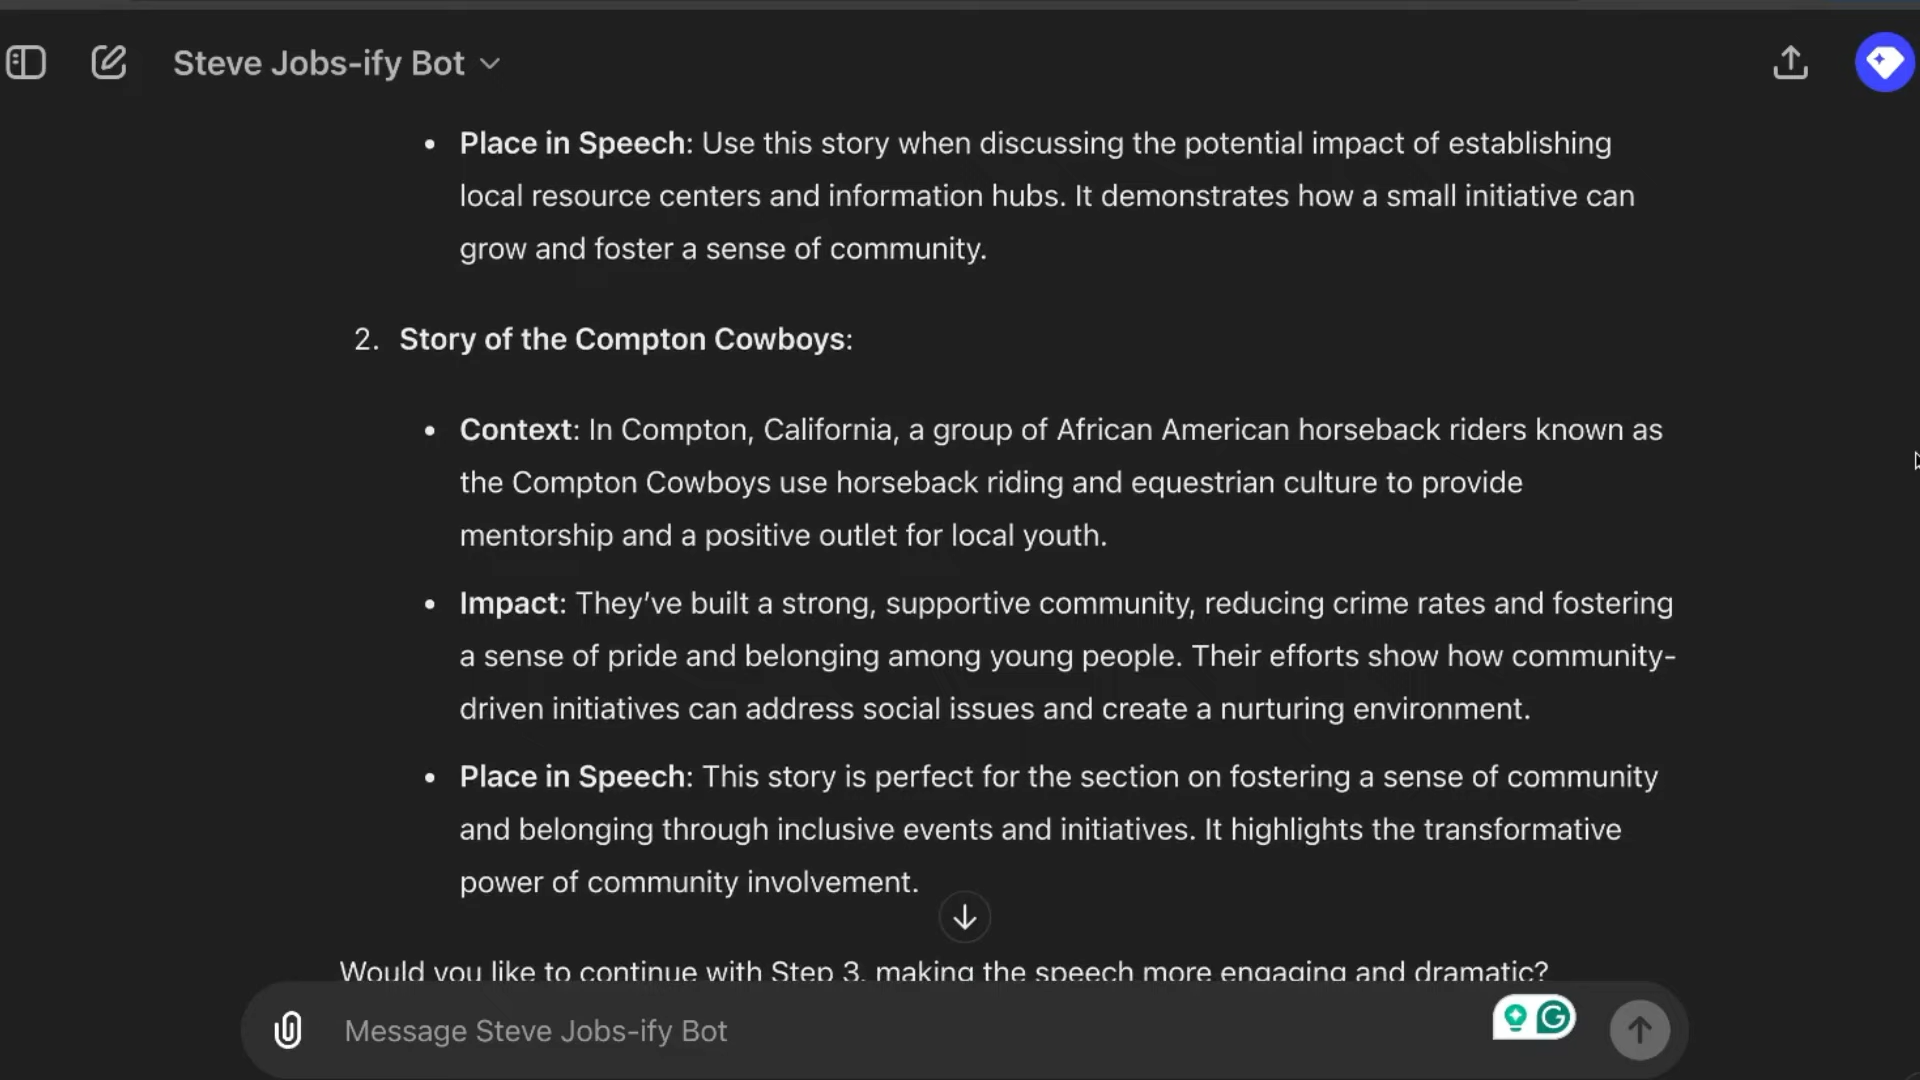 Steve Jobs-ify Bot
• Place in Speech: Use this story when discussing the potential impact of establishing
local resource centers and information hubs. It demonstrates how a small initiative can
grow and foster a sense of community.
2. Story of the Compton Cowboys:
• Context: In Compton, California, a group of African American horseback riders known as
the Compton Cowboys use horseback riding and equestrian culture to provide
mentorship and a positive outlet for local youth.
• Impact: They’ve built a strong, supportive community, reducing crime rates and fostering
a sense of pride and belonging among young people. Their efforts show how community-
driven initiatives can address social issues and create a nurturing environment.
• Place in Speech: This story is perfect for the section on fostering a sense of community
and belonging through inclusive events and initiatives. It highlights the transformative
power of community involvement.
Would you like to continue with Step 3, making the speech more engaging and dramatic?
Message Steve Jobs-ify Bot